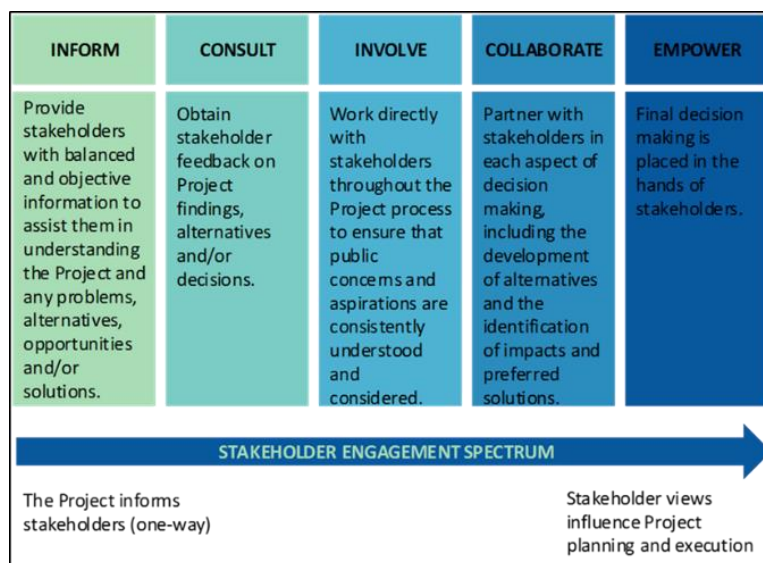 INFORM
Provide
stakeholders
with balanced
and objective
information to
assist them in
understanding
the Project and
any problems,
alternatives,
opportunities
and/or
solutions.
CONSULT
Obtain
stakeholder
feedback on
Project
findings,
alternatives
and/or
decisions.
INVOLVE
Work directly
with
stakeholders
throughout the
Project process
to ensure that
public
concerns and
aspirations are
consistently
understood
and
considered.
COLLABORATE
Partner with
stakeholders in
each aspect of
decision
making,
including the
development
of alternatives
and the
identification
of impacts and
preferred
solutions.
EMPOWER
Final decision
making is
placed in the
hands of
stakeholders.
STAKEHOLDER ENGAGEMENT SPECTRUM
The Project informs
stakeholders (one-way)
Stakeholder views
influence Project
planning and execution